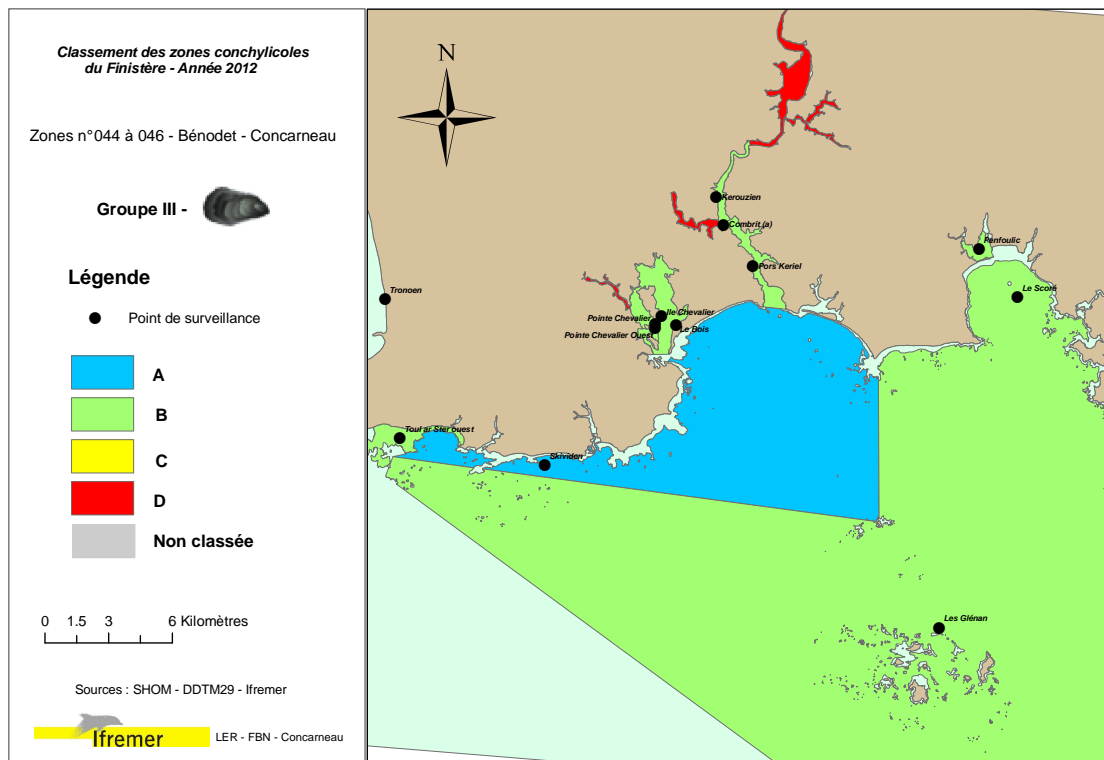 Classement des zones conchylicoles
du Finistère - Année 2012
Zones n°044 à 046 - Bénodet - Concarneau
Groupe III -
Légende
Point de surveillance
A
B
C
D
Non classée
0 1.5 3 6 Kilomètres
Sources : SHOM - DDTM29 - Ifremer
Ifremer
LER - FBN - Concarneau
N
Kerouzien
Combrit (a)
Penfoulic
Pors Keriel
Le Scoré
Tronoen
Ile Chevalier
Pointe Chevalier
Le Bois
Pointe Chevalier Ouest
Toul ar Ster ouest
Skividen
Les Glénan